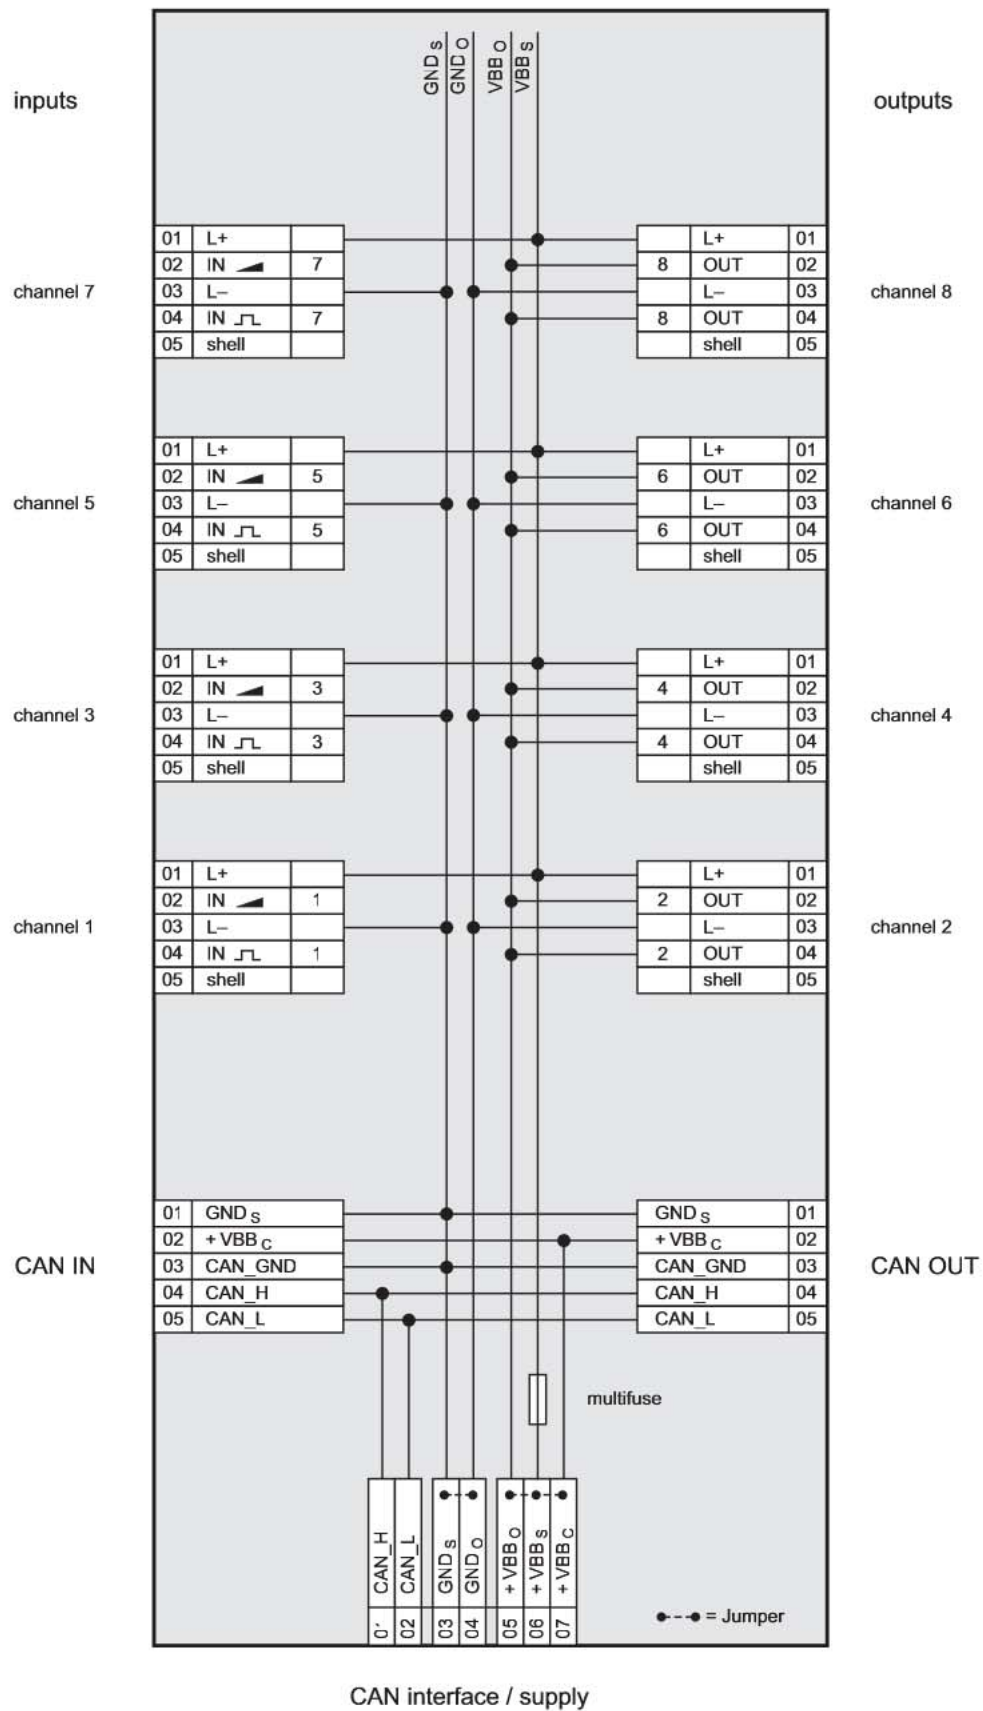 GND S
GND O
VBB O
VBB S
inputs
outputs
01 L+
02 IN 7
03 L–
04 IN 7
05 shell
channel 7
L+ 01
8 OUT 02
L– 03
8 OUT 04
shell 05
channel 8
01 L+
02 IN 5
03 L–
04 IN 5
05 shell
channel 5
L+ 01
6 OUT 02
L– 03
6 OUT 04
shell 05
channel 6
01 L+
02 IN 3
03 L–
04 IN 3
05 shell
channel 3
L+ 01
4 OUT 02
L– 03
4 OUT 04
shell 05
channel 4
01 L+
02 IN 1
03 L–
04 IN 1
05 shell
channel 1
L+ 01
2 OUT 02
L– 03
2 OUT 04
shell 05
channel 2
01 GND S
02 + VBB C
03 CAN_GND
04 CAN_H
05 CAN_L
CAN IN
GND S 01
+ VBB C 02
CAN_GND 03
CAN_H 04
CAN_L 05
CAN OUT
multifuse
01 CAN_H
02 CAN_L
03 GND S
04 GND O
05 + VBB O
06 + VBB S
07 + VBB C
= Jumper
CAN interface / supply